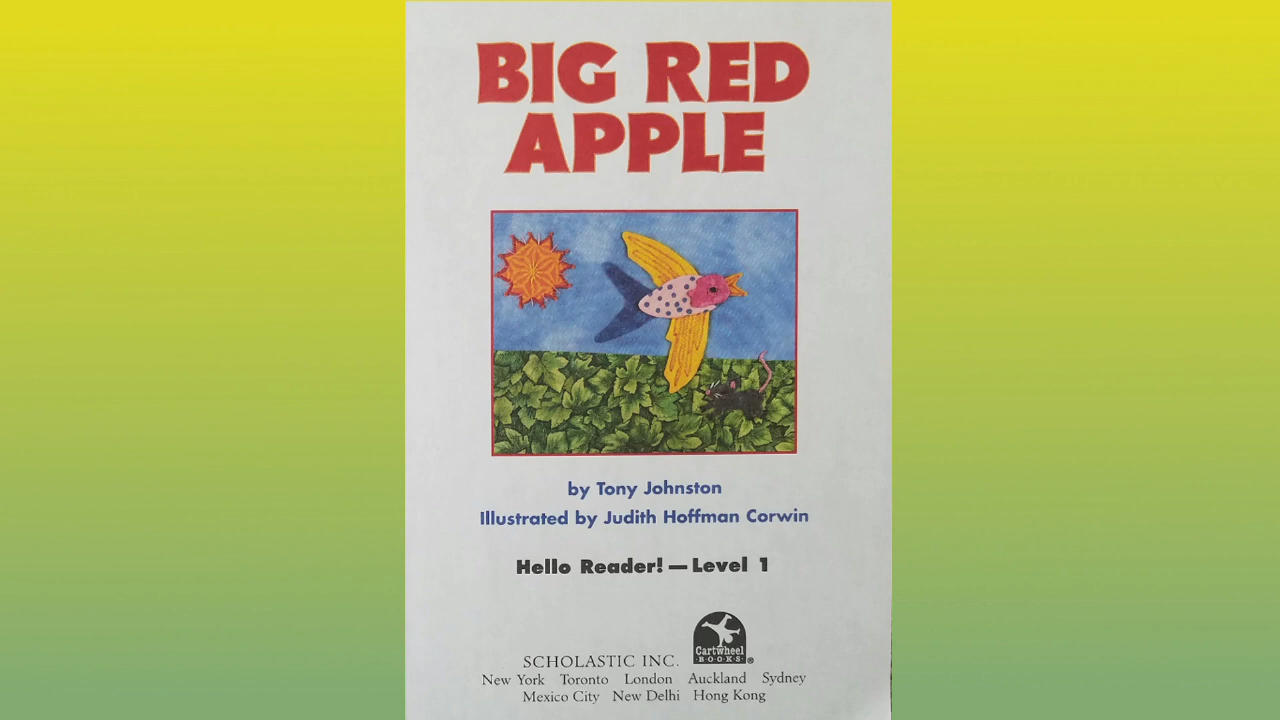 BIG RED
APPLE
by Tony Johnston
Illustrated by Judith Hoffman Corwin
Hello Reader! — Level 1
Cartwheel
·B·O·O·K·S·®
SCHOLASTIC INC.
New York Toronto London Auckland Sydney
Mexico City New Delhi Hong Kong